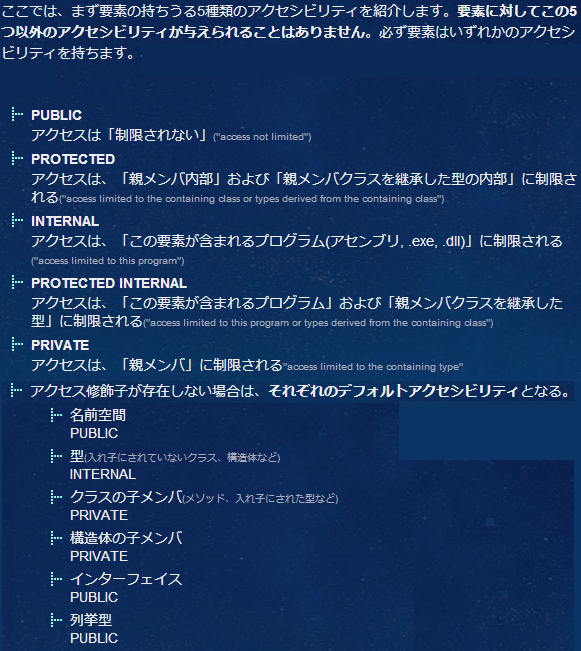 ここでは、まず要素の持ちうる5種類のアクセシビリティを紹介します。要素に対してこの5
つ以外のアクセシビリティが与えられることはありません。必ず要素はいずれかのアクセシ
ビリティを持ちます。
PUBLIC
アクセスは「制限されない」("access not limited")
PROTECTED
アクセスは、「親メンバ内部」および「親メンバクラスを継承した型の内部」に制限さ
れる("access limited to the containing class or types derived from the containing class")
INTERNAL
アクセスは、「この要素が含まれるプログラム(アセンブリ, .exe, .dll)」に制限される
("access limited to this program")
PROTECTED INTERNAL
アクセスは、「この要素が含まれるプログラム」および「親メンバクラスを継承した
型」に制限される("access limited to this program or types derived from the containing class")
PRIVATE
アクセスは、「親メンバ」に制限される"access limited to the containing type"
アクセス修飾子が存在しない場合は、それぞれのデフォルトアクセシビリティとなる。
名前空間
PUBLIC
型(入れ子にされていないクラス、構造体など)
INTERNAL
クラスの子メンバ(メソッド、入れ子にされた型など)
PRIVATE
構造体の子メンバ
PRIVATE
インターフェイス
PUBLIC
列挙型
PUBLIC